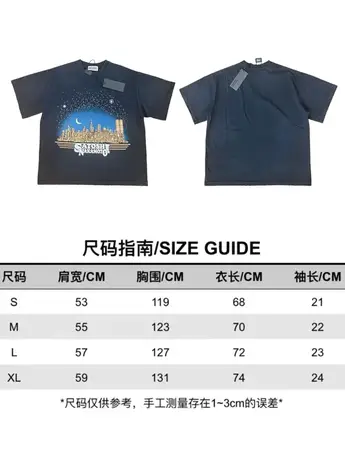 SATOSHI
NAKAMOTO
尺码指南/SIZE GUIDE
尺码 肩宽/CM 胸围/CM 衣长/CM 袖长/CM
S 53 119 68 21
M 55 123 70 22
L 57 127 72 23
XL 59 131 74 24
*尺码仅供参考，手工测量存在1~3cm的误差*